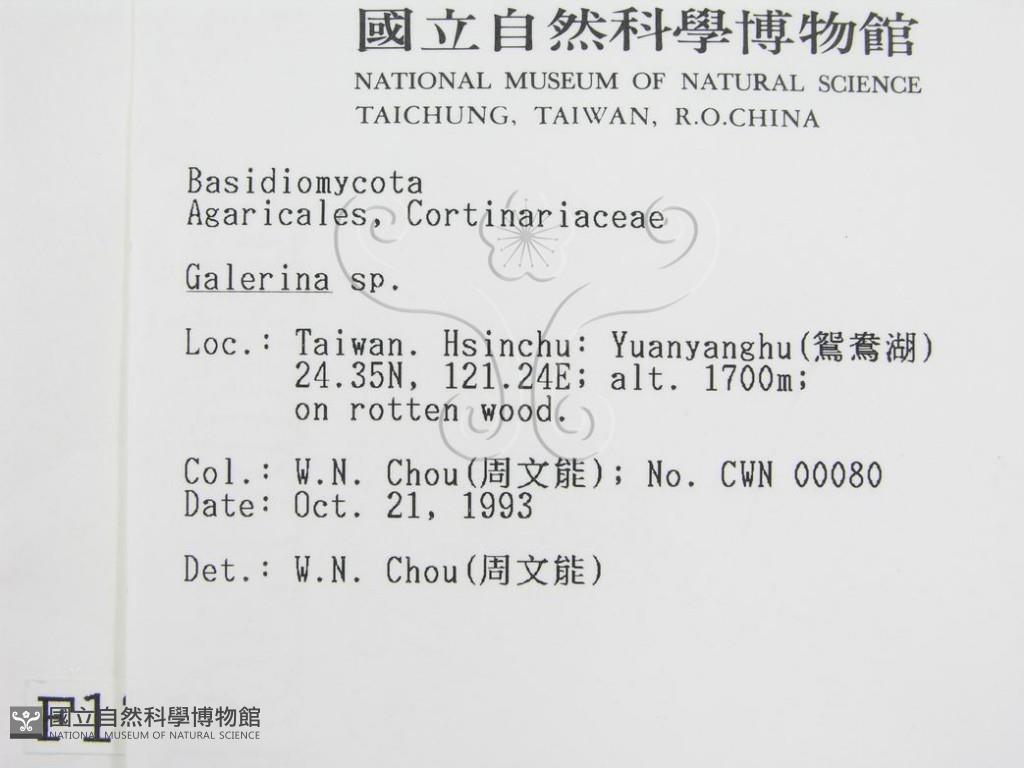 國立自然科學博物館
NATIONAL MUSEUM OF NATURAL SCIENCE
TAICHUNG, TAIWAN, R.O.CHINA
Basidiomycota
Agaricales, Cortinariaceae
Galerina sp.
Loc.: Taiwan. Hsinchu: Yuanyanghu(鴛鴦湖)
24.35N, 121.24E; alt. 1700m;
on rotten wood.
Col.: W.N. Chou(周文能); No. CWN 00080
Date: Oct. 21, 1993
Det.: W.N. Chou(周文能)
國立自然科學博物館
NATIONAL MUSEUM OF NATURAL SCIENCE